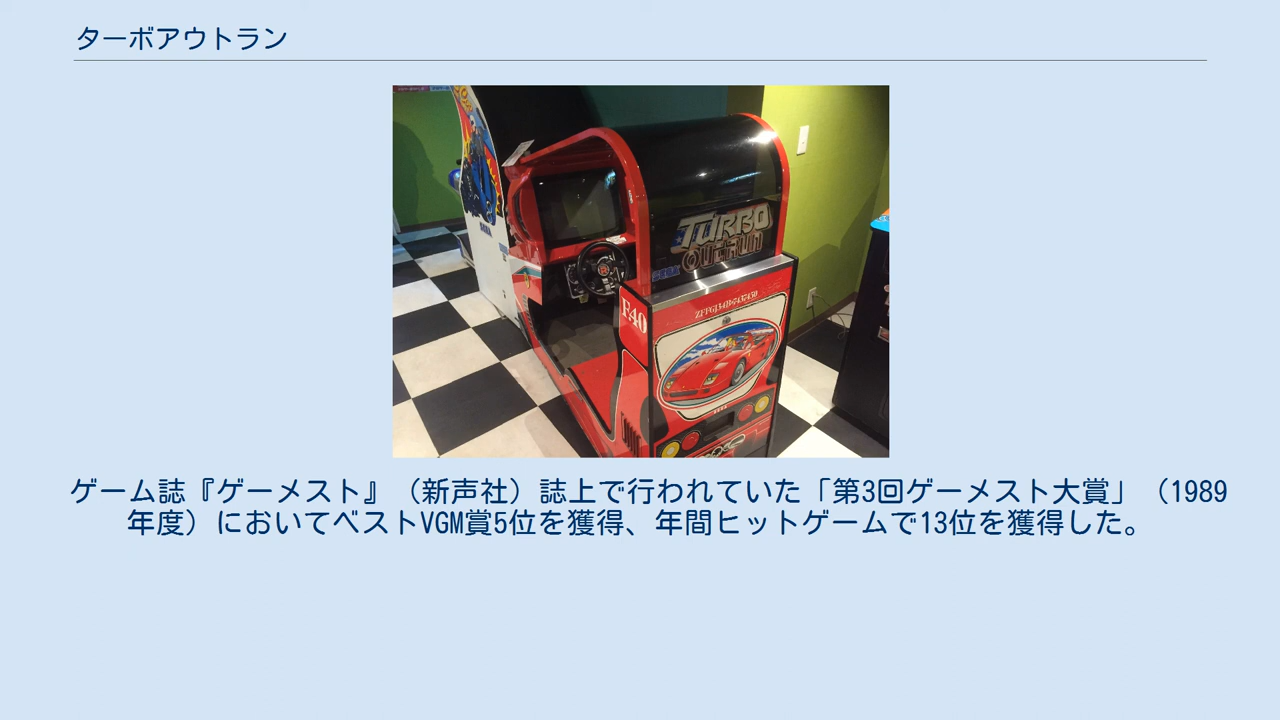 ターボアウトラン
TURBO
OUTRUN
SEGA
SEGA
F40
ゲーム誌『ゲーメスト』（新声社）誌上で行われていた「第3回ゲーメスト大賞」（1989
年度）においてベストVGM賞5位を獲得、年間ヒットゲームで13位を獲得した。